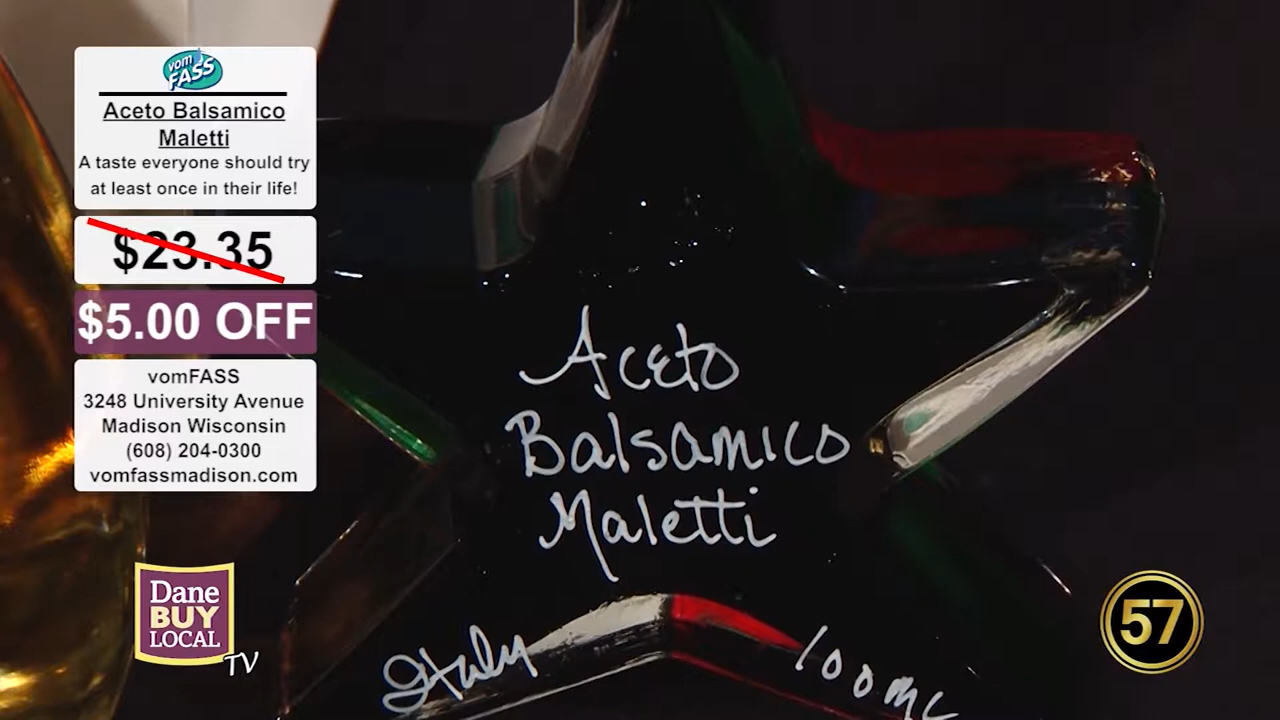 vom
FASS
Aceto Balsamico
Maletti
A taste everyone should try
at least once in their life!
$23.35
$5.00 OFF
vomFASS
3248 University Avenue
Madison Wisconsin
(608) 204-0300
vomfassmadison.com
Aceto
Balsamico
Maletti
Italy
100ML
Dane
BUY
LOCAL
TV
57